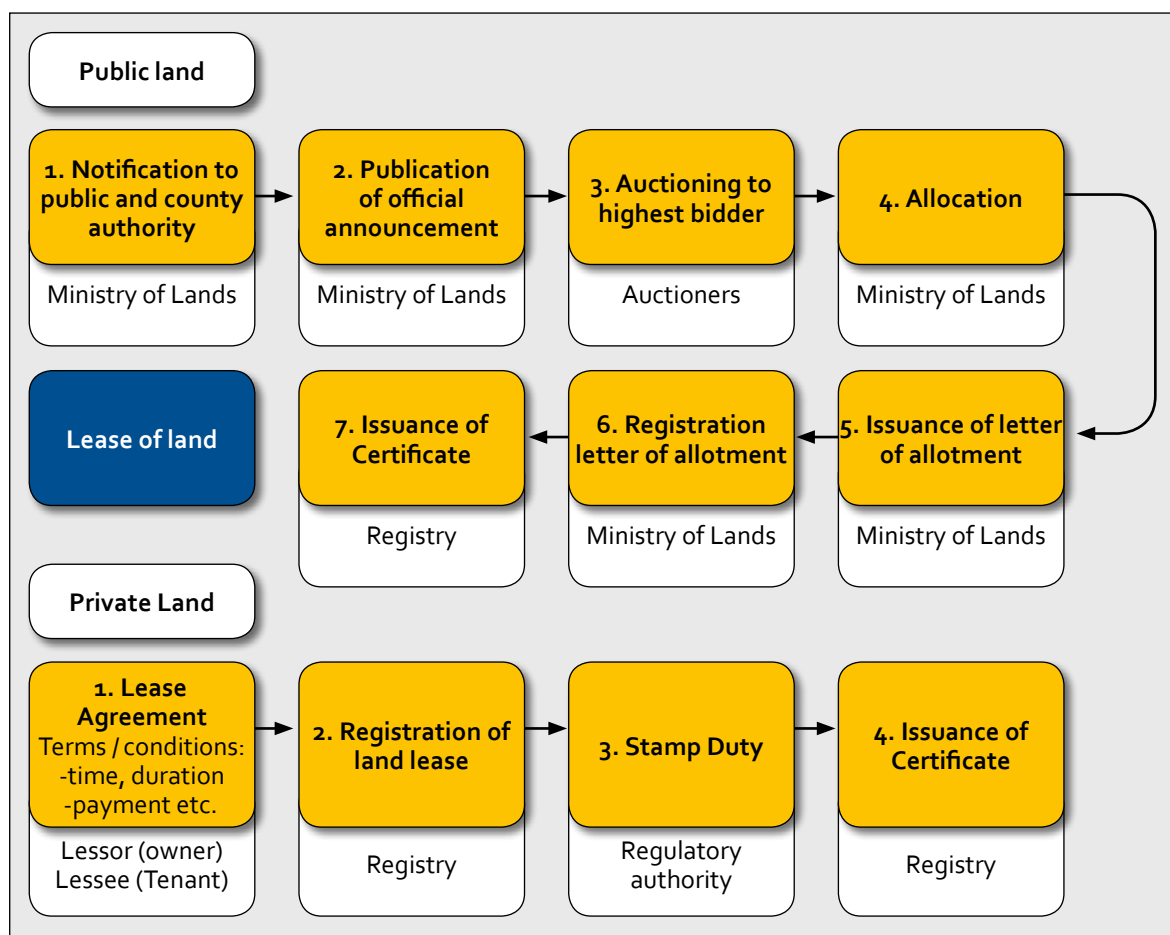 Public land
1. Notification to
public and county
authority
Ministry of Lands
2. Publication
of official
announcement
Ministry of Lands
3. Auctioning to
highest bidder
Auctioners
4. Allocation
Ministry of Lands
Lease of land
7. Issuance of
Certificate
Registry
6. Registration
letter of allotment
Ministry of Lands
5. Issuance of letter
of allotment
Ministry of Lands
Private Land
1. Lease
Agreement
Terms / conditions:
-time, duration
-payment etc.
Lessor (owner)
Lessee (Tenant)
2. Registration of
land lease
Registry
3. Stamp Duty
Regulatory
authority
4. Issuance of
Certificate
Registry